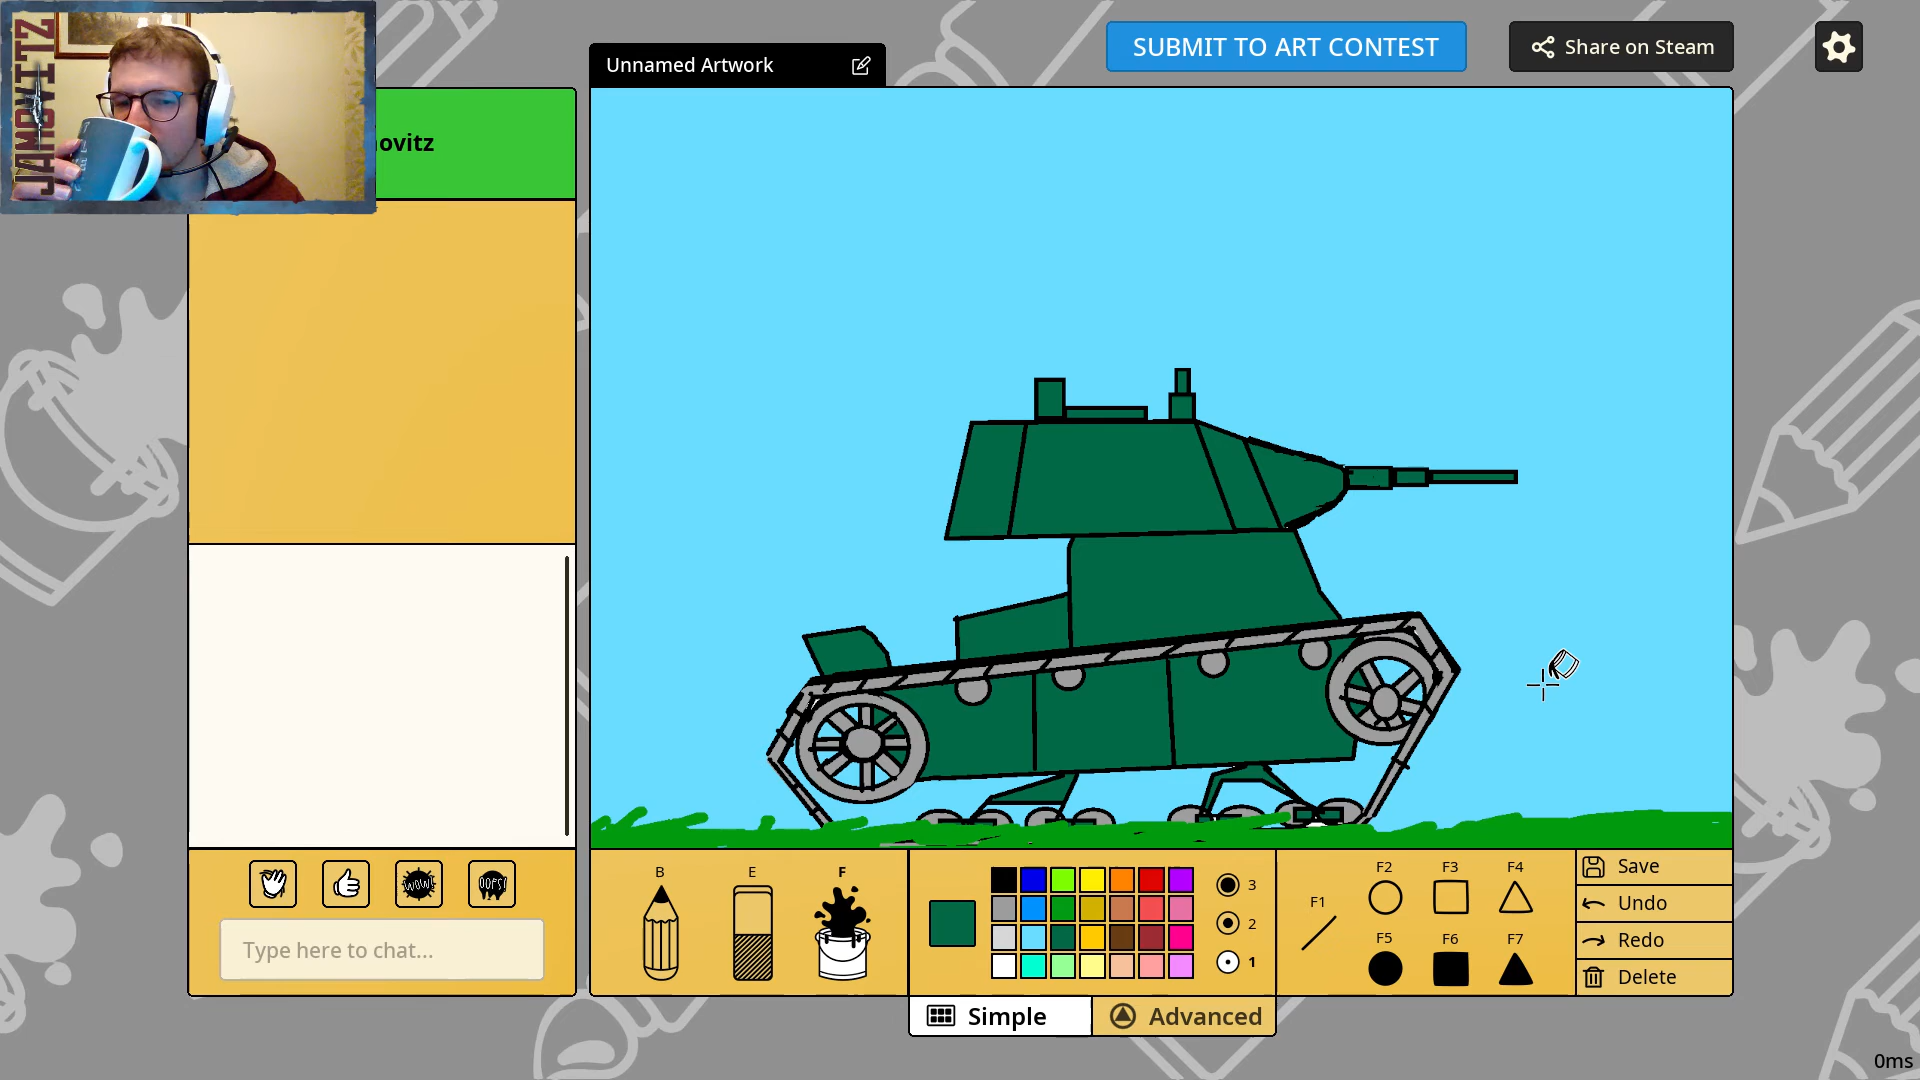 JAMOVITZ
ovitz
Unnamed Artwork
SUBMIT TO ART CONTEST
Share on Steam
WOW!
OOPS!
Type here to chat...
B
E
F
3
2
1
F1
F2
F3
F4
F5
F6
F7
Save
Undo
Redo
Delete
Simple
Advanced
0ms